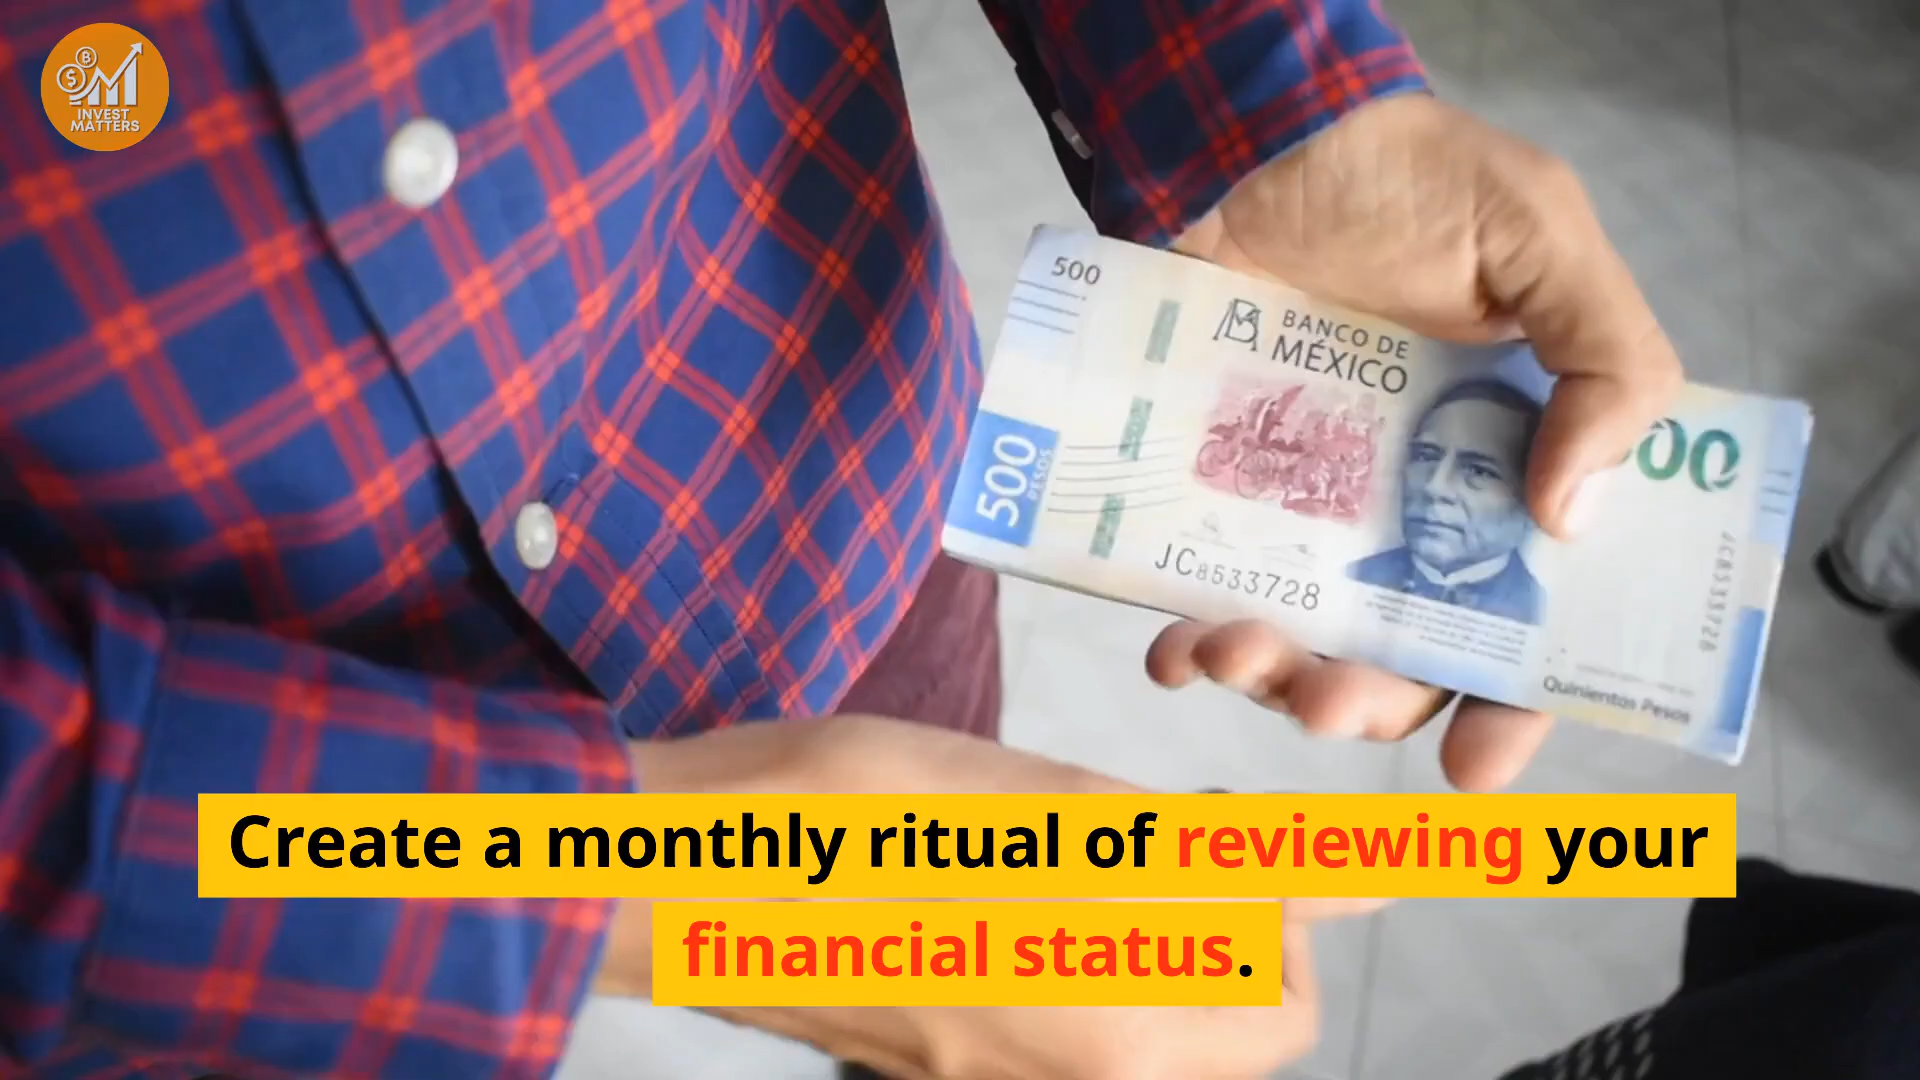 INVEST
MATTERS
500
BANCO DE
MÉXICO
500
PESOS
JC8533728
Quinientos Pesos
Create a monthly ritual of reviewing your
financial status.